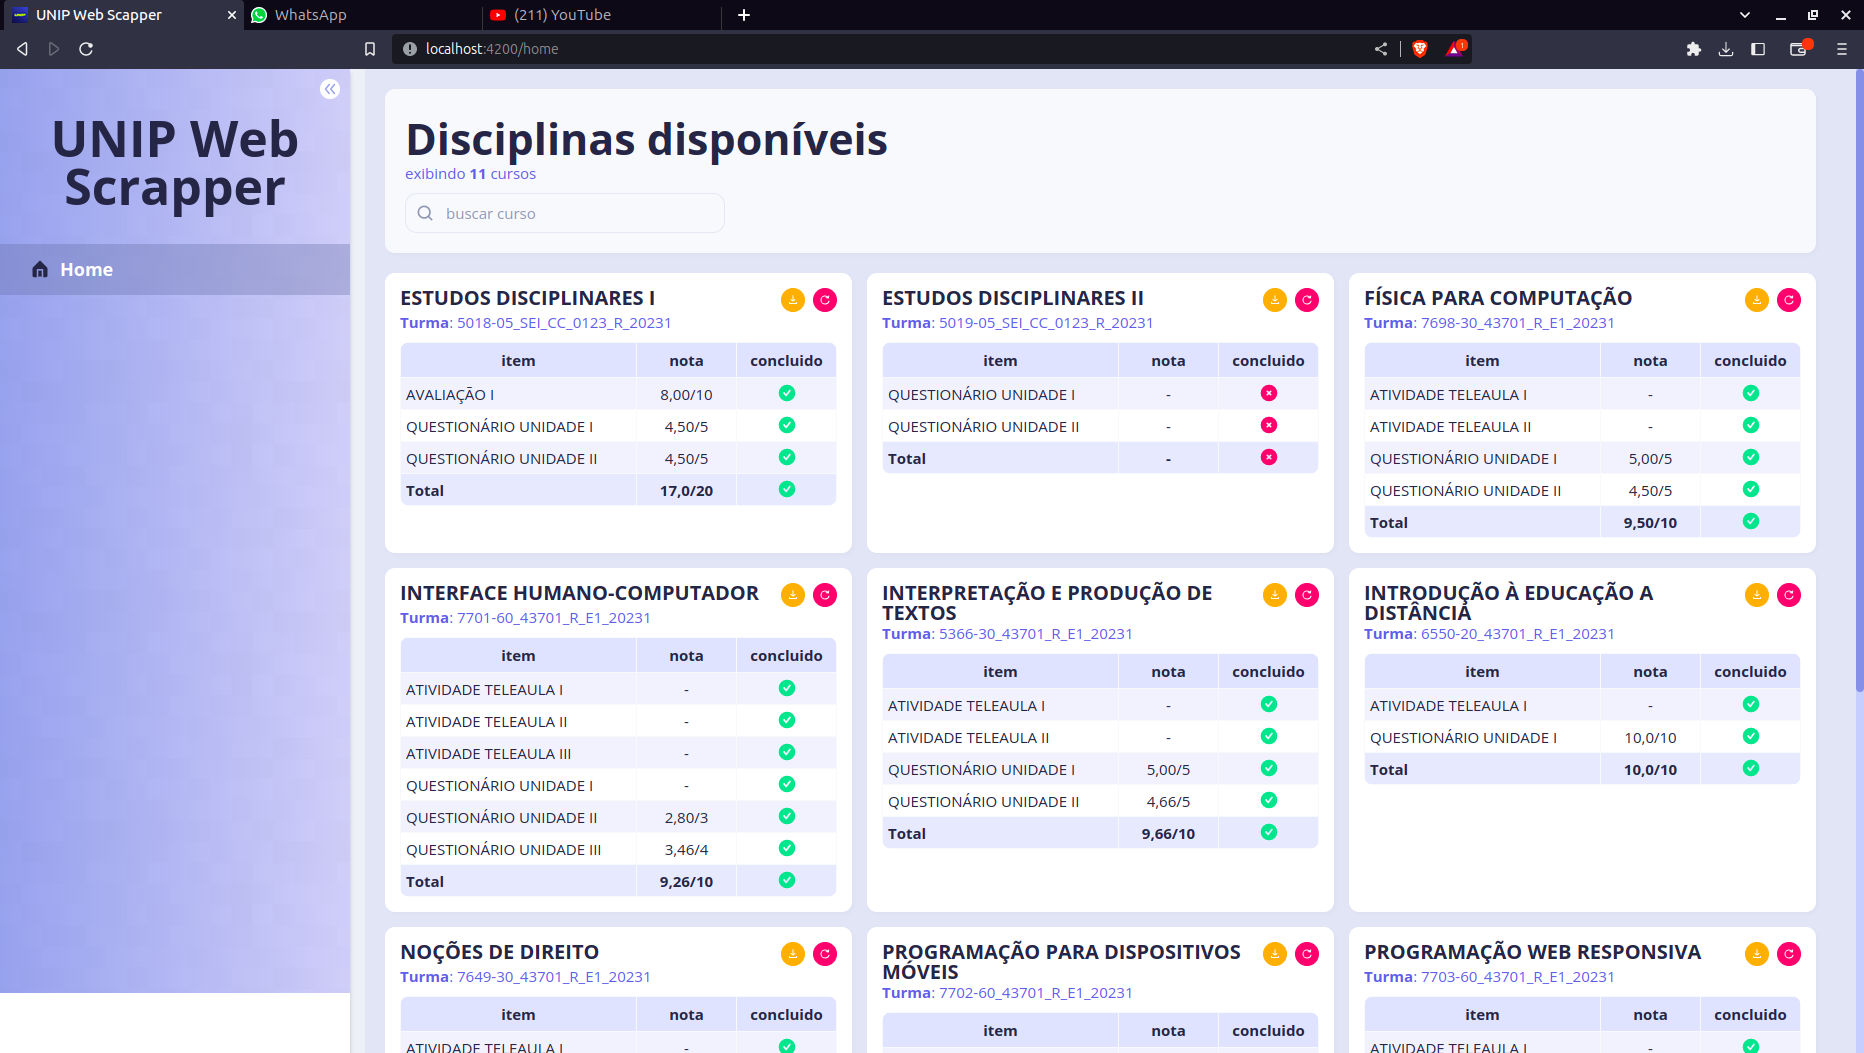 UNIP Web Scapper
WhatsApp
(211) YouTube
localhost:4200/home
1
UNIP Web
Scrapper
Home
Disciplinas disponíveis
exibindo 11 cursos
buscar curso
ESTUDOS DISCIPLINARES I
Turma: 5018-05_SEI_CC_0123_R_20231
item nota concluido
AVALIAÇÃO I 8,00/10
QUESTIONÁRIO UNIDADE I 4,50/5
QUESTIONÁRIO UNIDADE II 4,50/5
Total 17,0/20
ESTUDOS DISCIPLINARES II
Turma: 5019-05_SEI_CC_0123_R_20231
item nota concluido
QUESTIONÁRIO UNIDADE I -
QUESTIONÁRIO UNIDADE II -
Total -
FÍSICA PARA COMPUTAÇÃO
Turma: 7698-30_43701_R_E1_20231
item nota concluido
ATIVIDADE TELEAULA I -
ATIVIDADE TELEAULA II -
QUESTIONÁRIO UNIDADE I 5,00/5
QUESTIONÁRIO UNIDADE II 4,50/5
Total 9,50/10
INTERFACE HUMANO-COMPUTADOR
Turma: 7701-60_43701_R_E1_20231
item nota concluido
ATIVIDADE TELEAULA I -
ATIVIDADE TELEAULA II -
ATIVIDADE TELEAULA III -
QUESTIONÁRIO UNIDADE I -
QUESTIONÁRIO UNIDADE II 2,80/3
QUESTIONÁRIO UNIDADE III 3,46/4
Total 9,26/10
INTERPRETAÇÃO E PRODUÇÃO DE
TEXTOS
Turma: 5366-30_43701_R_E1_20231
item nota concluido
ATIVIDADE TELEAULA I -
ATIVIDADE TELEAULA II -
QUESTIONÁRIO UNIDADE I 5,00/5
QUESTIONÁRIO UNIDADE II 4,66/5
Total 9,66/10
INTRODUÇÃO À EDUCAÇÃO A
DISTÂNCIA
Turma: 6550-20_43701_R_E1_20231
item nota concluido
ATIVIDADE TELEAULA I -
QUESTIONÁRIO UNIDADE I 10,0/10
Total 10,0/10
NOÇÕES DE DIREITO
Turma: 7649-30_43701_R_E1_20231
item nota concluido
ATIVIDADE TELEAULA I -
PROGRAMAÇÃO PARA DISPOSITIVOS
MÓVEIS
Turma: 7702-60_43701_R_E1_20231
item nota concluido
PROGRAMAÇÃO WEB RESPONSIVA
Turma: 7703-60_43701_R_E1_20231
item nota concluido
ATIVIDADE TELEAULA I -